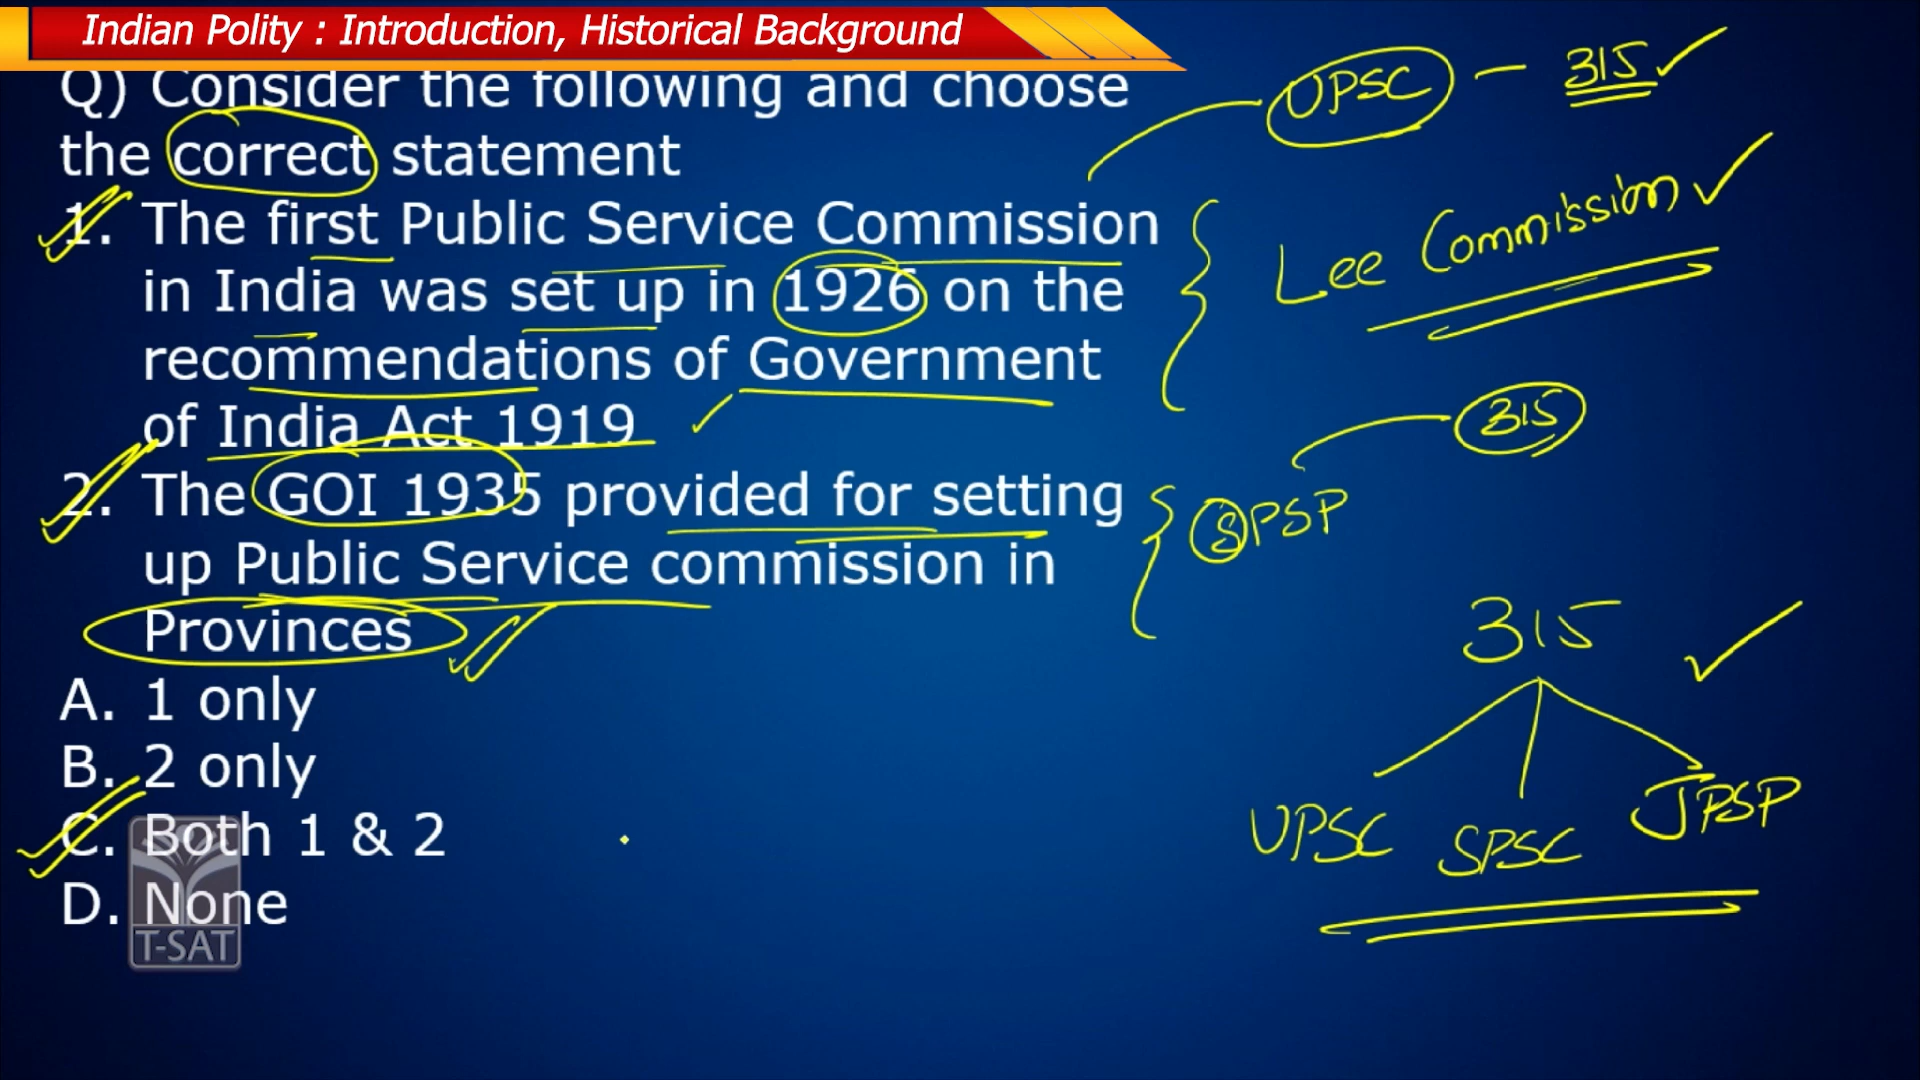 Indian Polity : Introduction, Historical Background
Q) Consider the following and choose
the correct statement
1. The first Public Service Commission
in India was set up in 1926 on the
recommendations of Government
of India Act 1919
2. The GOI 1935 provided for setting
up Public Service commission in
Provinces
A. 1 only
B. 2 only
C. Both 1 & 2
D. None
T-SAT
UPSC - 315
Lee Commission
315
SPSP
315
UPSC SPSC JPSP